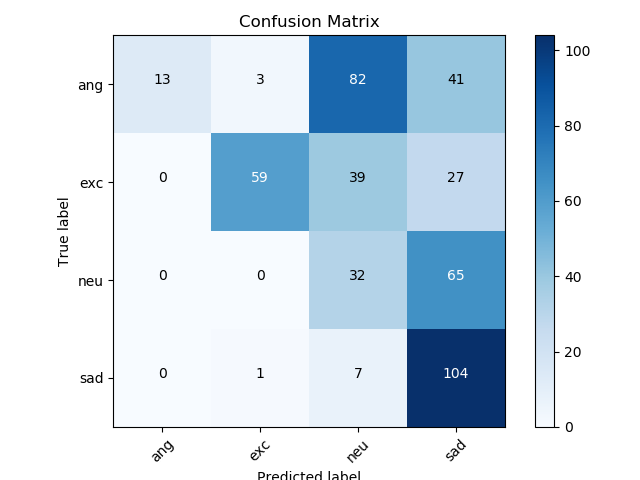 Confusion Matrix
True label
ang 13 3 82 41
exc 0 59 39 27
neu 0 0 32 65
sad 0 1 7 104
ang exc neu sad
Predicted label
100
80
60
40
20
0